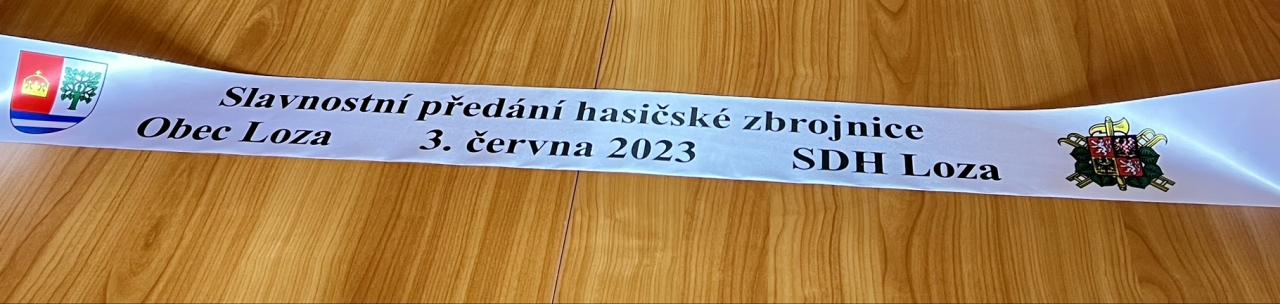 Slavnostní předání hasičské zbrojnice
Obec Loza 3. června 2023 SDH Loza